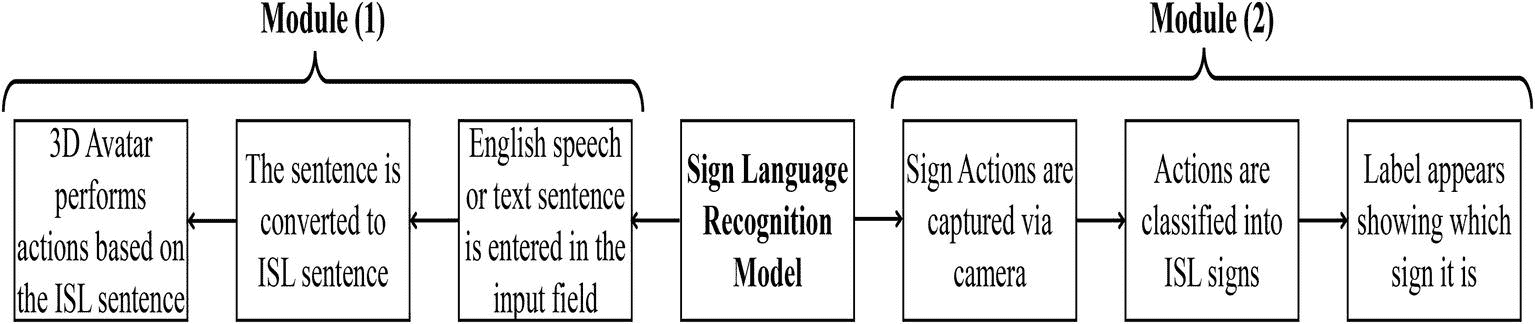 Module (1)
Module (2)
3D Avatar
performs
actions based on
the ISL sentence
The sentence is
converted to
ISL sentence
English speech
or text sentence
is entered in the
input field
Sign Language
Recognition
Model
Sign Actions are
captured via
camera
Actions are
classified into
ISL signs
Label appears
showing which
sign it is